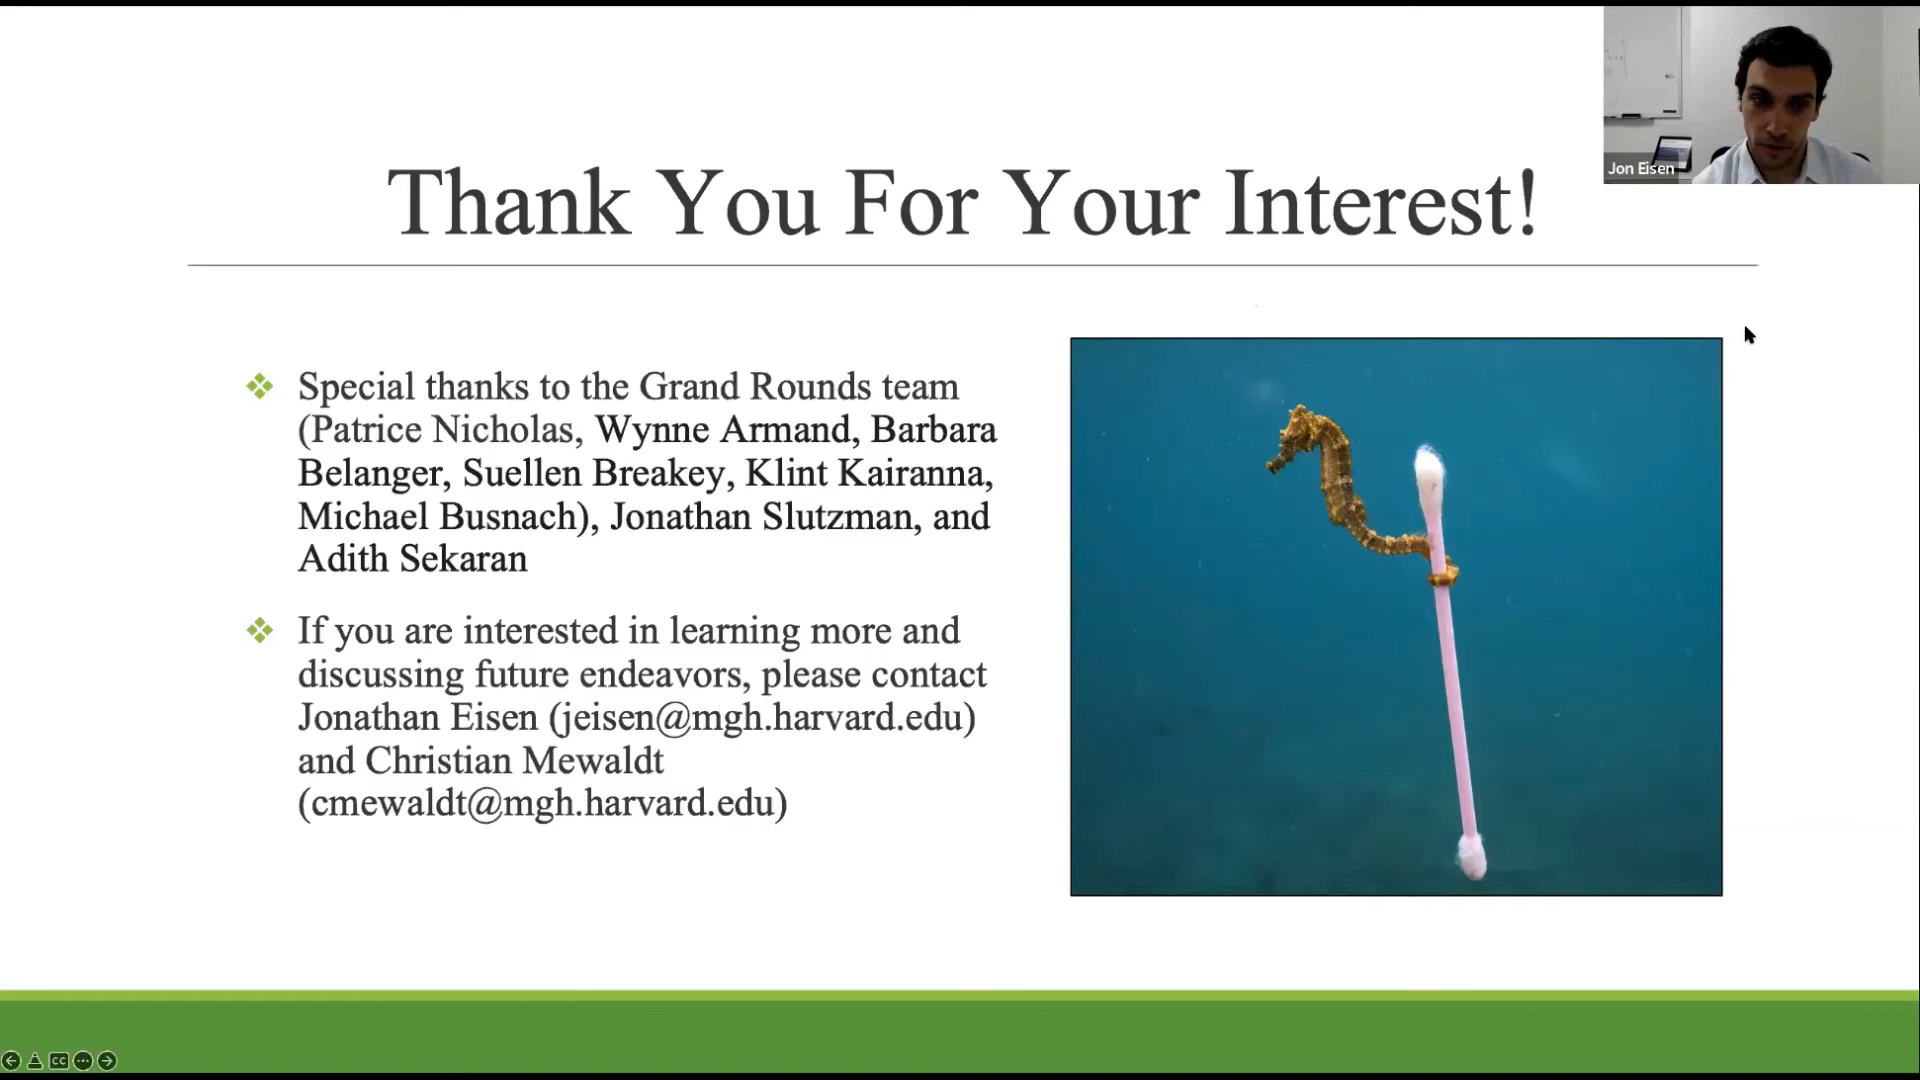 Jon Eisen
Thank You For Your Interest!
Special thanks to the Grand Rounds team
(Patrice Nicholas, Wynne Armand, Barbara
Belanger, Suellen Breakey, Klint Kairanna,
Michael Busnach), Jonathan Slutzman, and
Adith Sekaran
If you are interested in learning more and
discussing future endeavors, please contact
Jonathan Eisen (jeisen@mgh.harvard.edu)
and Christian Mewaldt
(cmewaldt@mgh.harvard.edu)
CC